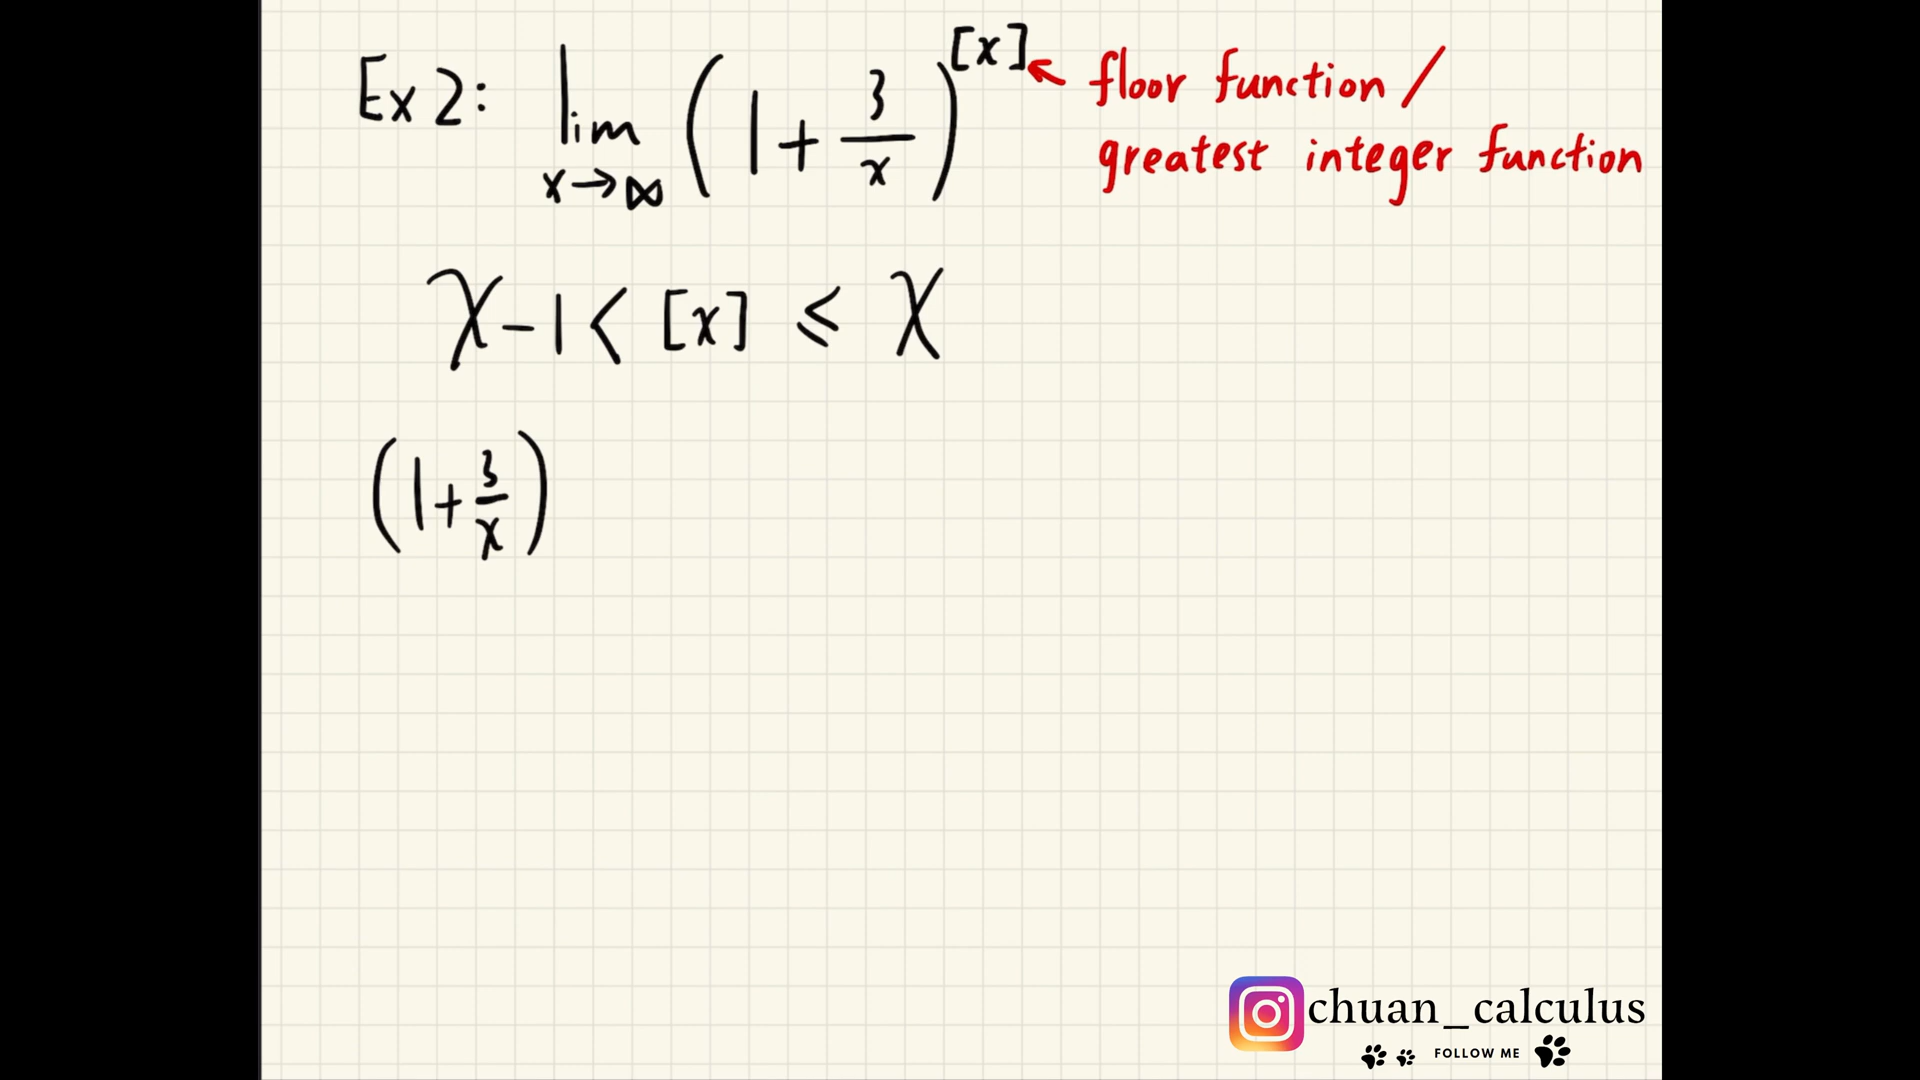 Ex 2: lim x→∞ (1 + 3/x)^[x] ← floor function /
greatest integer function
x - 1 < [x] ≤ x
(1 + 3/x)
chuan_calculus
FOLLOW ME